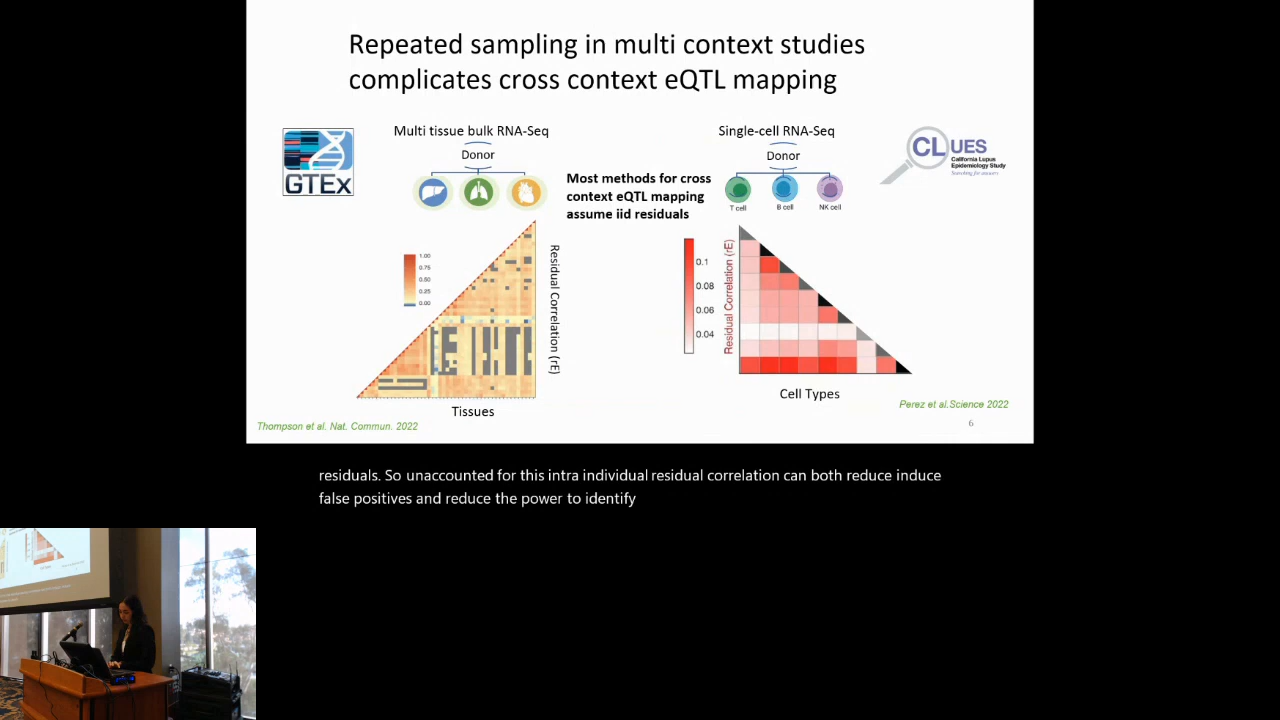 Repeated sampling in multi context studies
complicates cross context eQTL mapping
GTEx
Multi tissue bulk RNA-Seq
Donor
Most methods for cross
context eQTL mapping
assume iid residuals
Single-cell RNA-Seq
Donor
T cell
B cell
NK cell
CLUES
California Lupus
Epidemiology Study
Searching for answers
1.00
0.75
0.50
0.25
0.00
Residual Correlation (rE)
Tissues
Thompson et al. Nat. Commun. 2022
0.1
0.08
0.06
0.04
Residual Correlation (rE)
Cell Types
Perez et al.Science 2022
6
residuals. So unaccounted for this intra individual residual correlation can both reduce induce
false positives and reduce the power to identify